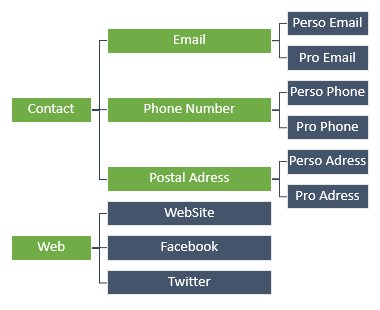 Contact
Email
Perso Email
Pro Email
Phone Number
Perso Phone
Pro Phone
Postal Adress
Perso Adress
Pro Adress
Web
WebSite
Facebook
Twitter